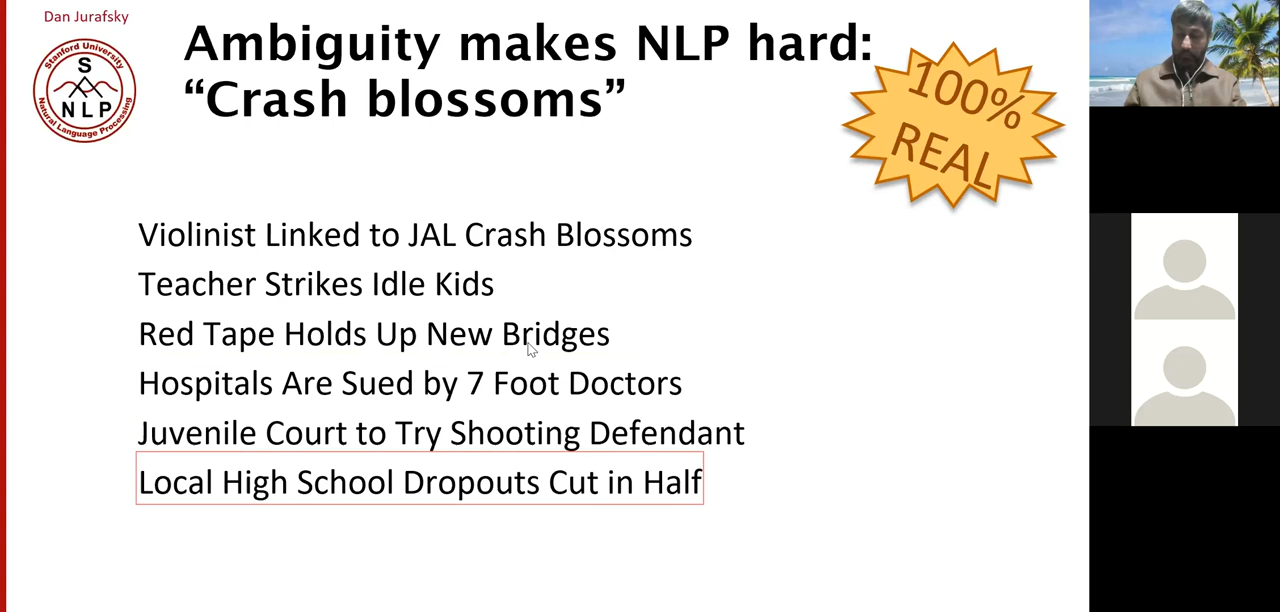 Dan Jurafsky
Stanford University
S
NLP
Natural Language Processing
Ambiguity makes NLP hard:
“Crash blossoms”
100%
REAL
Violinist Linked to JAL Crash Blossoms
Teacher Strikes Idle Kids
Red Tape Holds Up New Bridges
Hospitals Are Sued by 7 Foot Doctors
Juvenile Court to Try Shooting Defendant
Local High School Dropouts Cut in Half